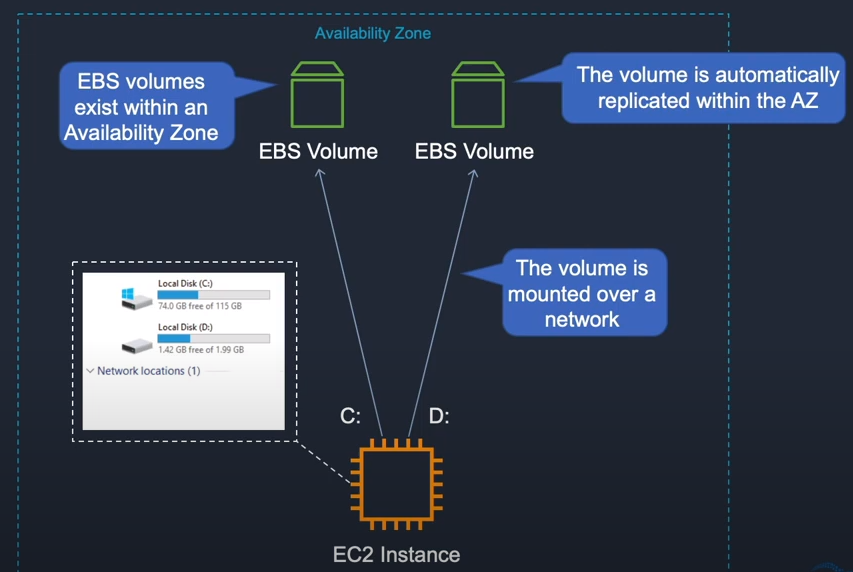 Availability Zone
EBS volumes
exist within an
Availability Zone
The volume is automatically
replicated within the AZ
EBS Volume
EBS Volume
The volume is
mounted over a
network
Local Disk (C:)
74.0 GB free of 115 GB
Local Disk (D:)
1.42 GB free of 1.99 GB
Network locations (1)
C:
D:
EC2 Instance